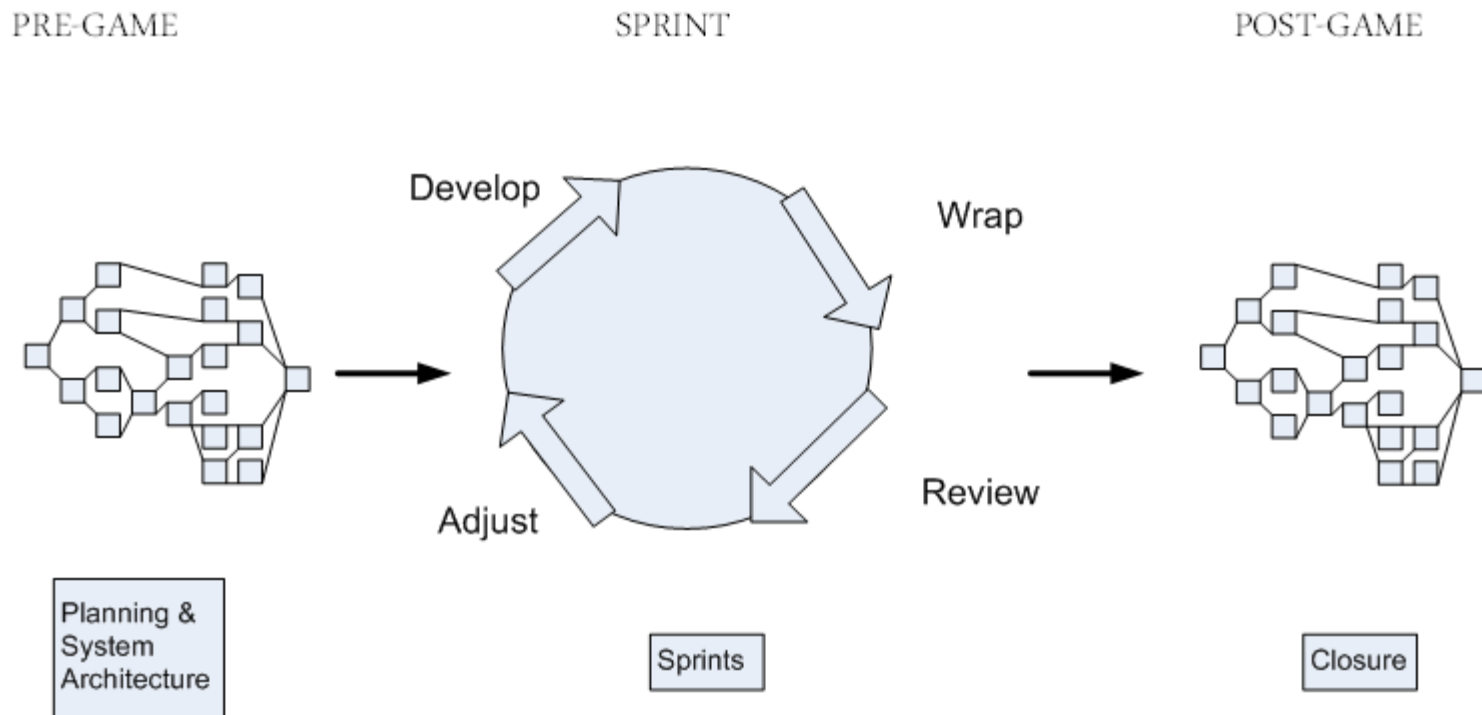 PRE-GAME
SPRINT
POST-GAME
Develop
Wrap
Adjust
Review
Planning &
System
Architecture
Sprints
Closure